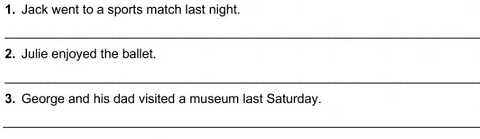 1. Jack went to a sports match last night.
2. Julie enjoyed the ballet.
3. George and his dad visited a museum last Saturday.